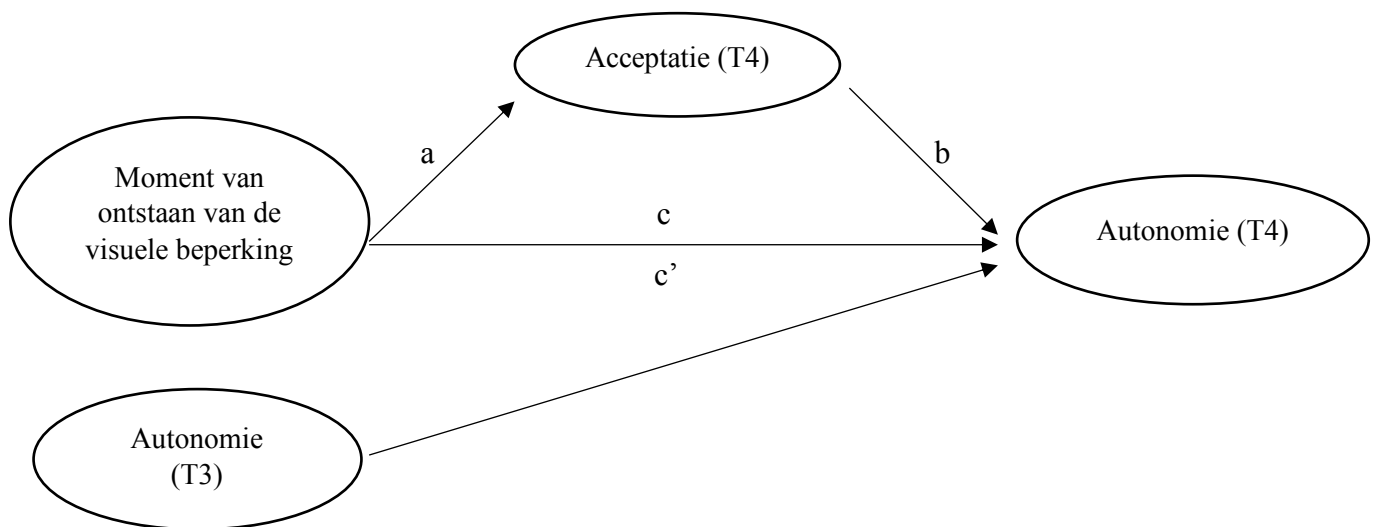 Acceptatie (T4)
a
b
Moment van
ontstaan van de
visuele beperking
c
c’
Autonomie (T4)
Autonomie
(T3)